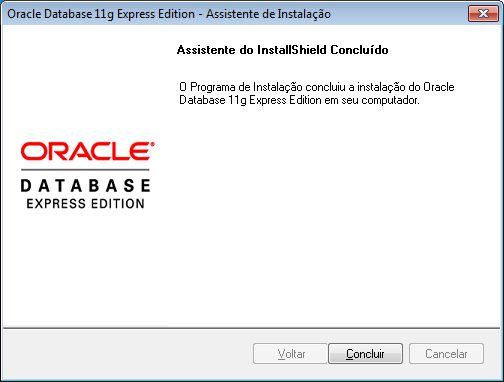 Oracle Database 11g Express Edition - Assistente de Instalação
Assistente do InstallShield Concluído
O Programa de Instalação concluiu a instalação do Oracle
Database 11g Express Edition em seu computador.
ORACLE®
DATABASE
EXPRESS EDITION
Voltar
Concluir
Cancelar